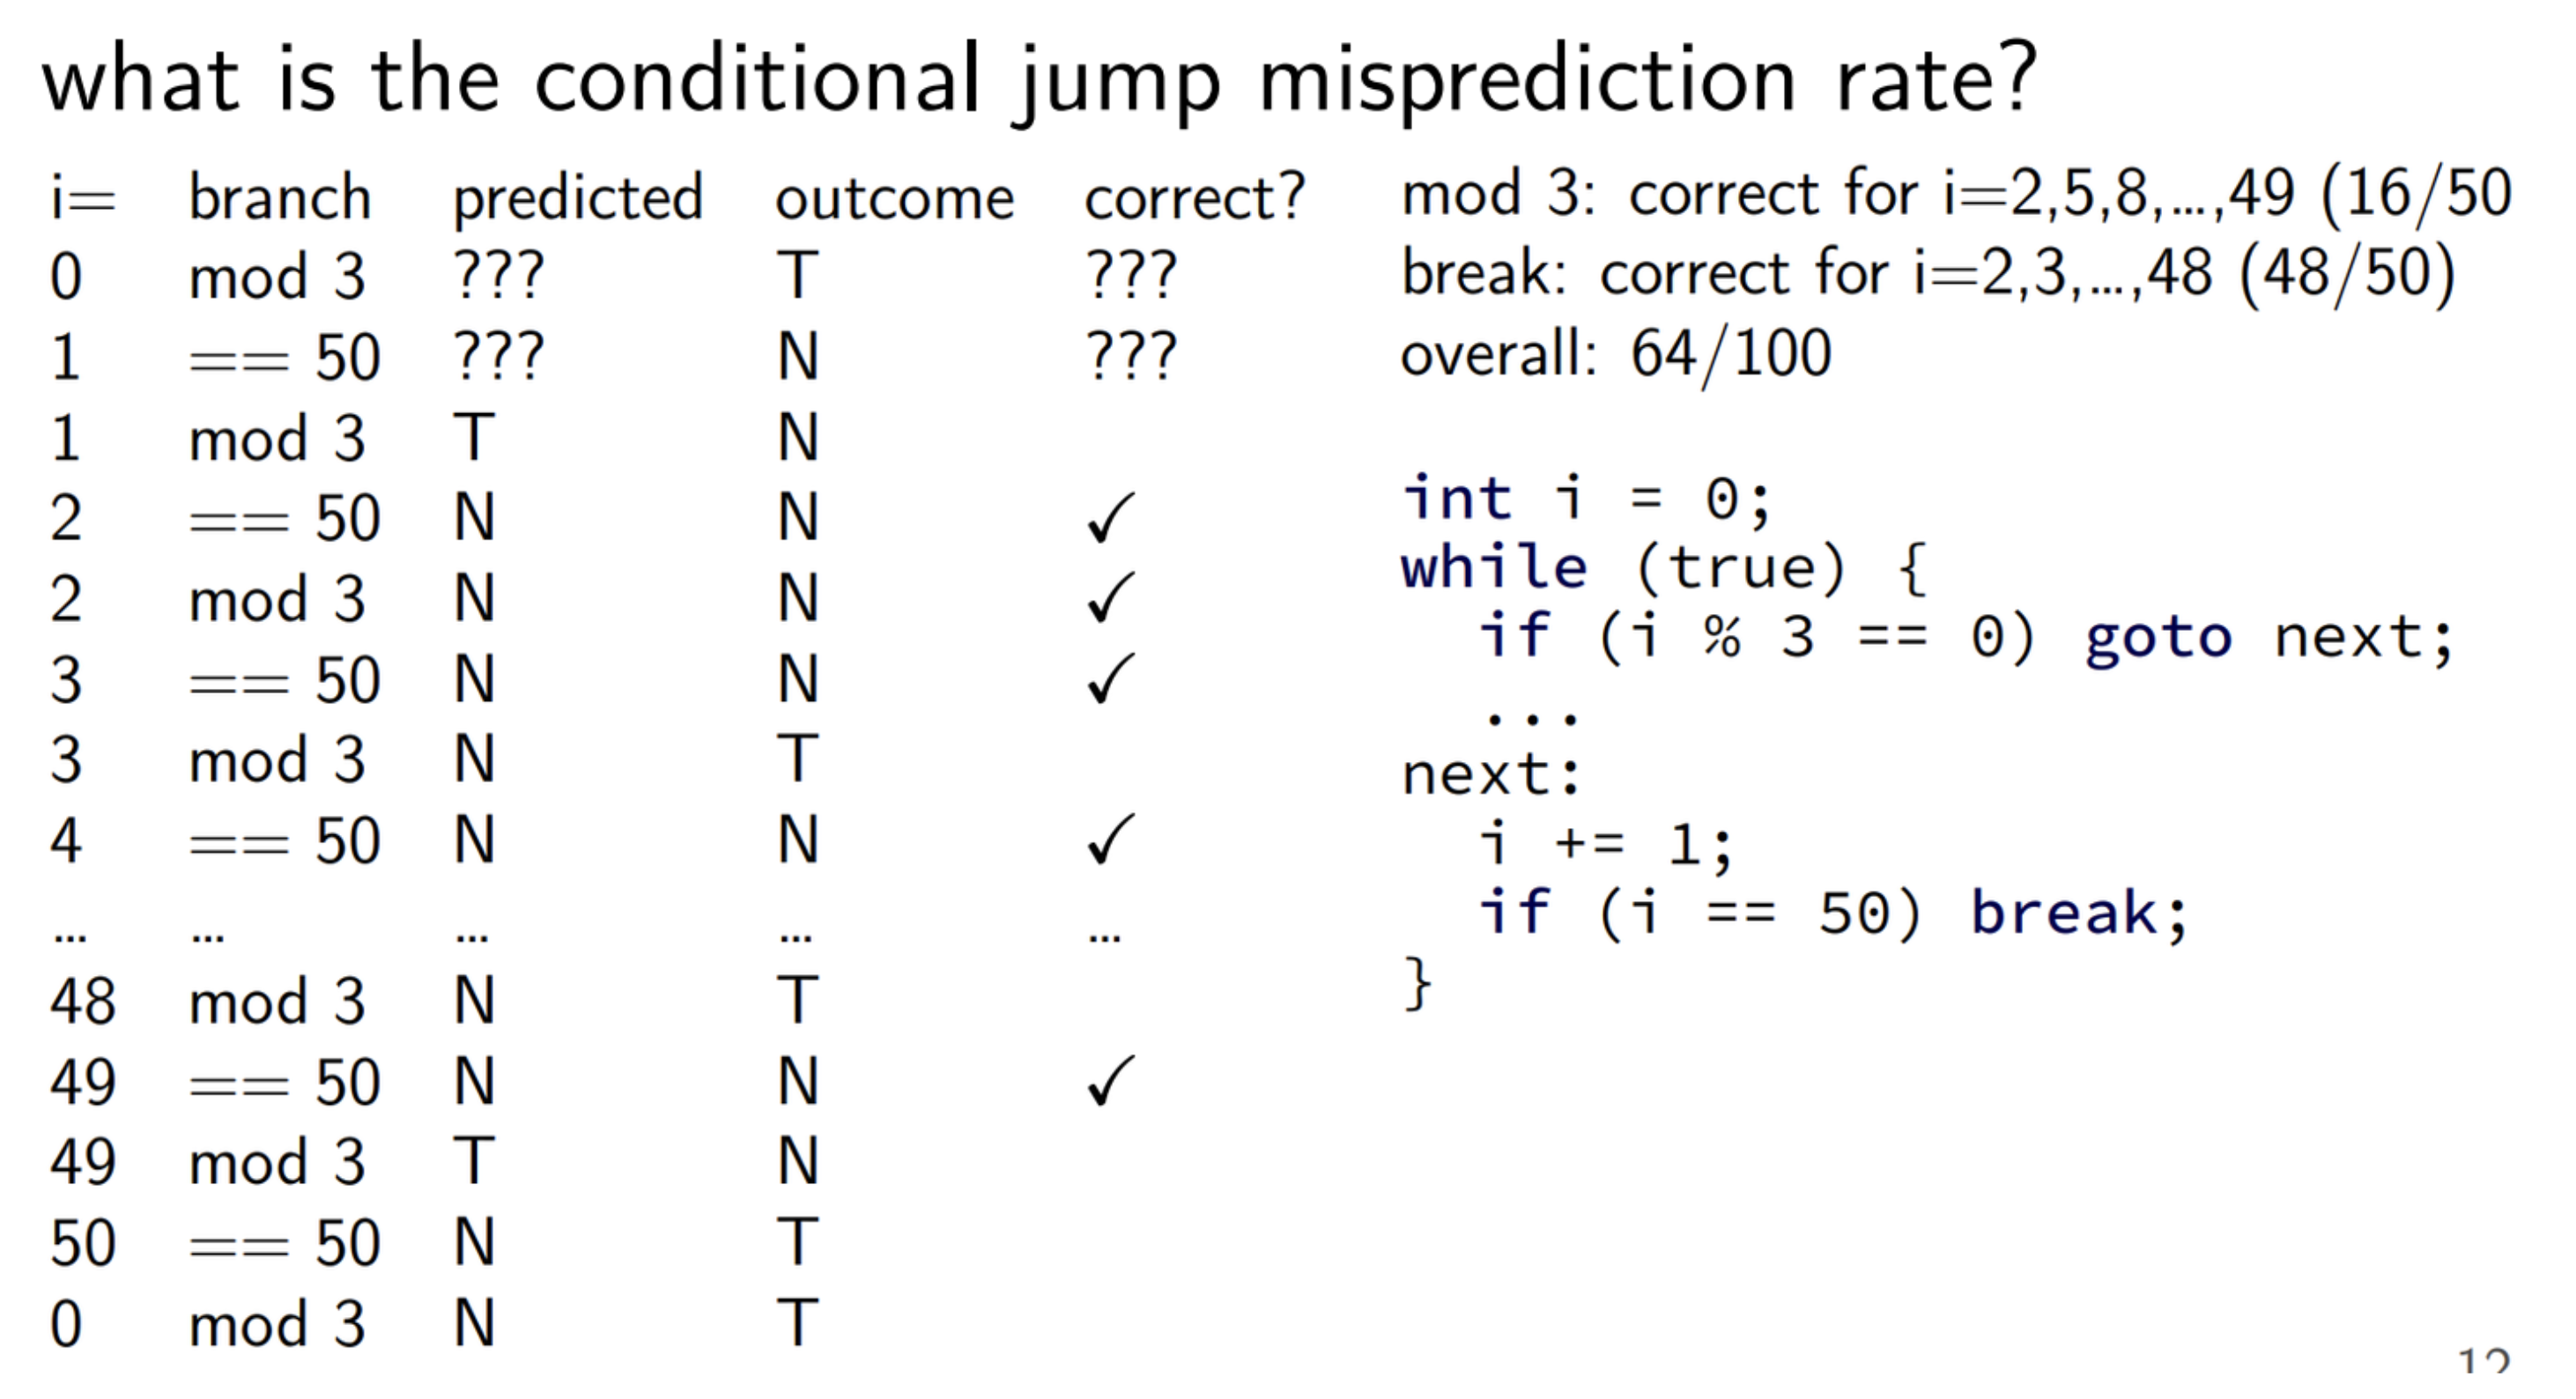 what is the conditional jump misprediction rate?
i= branch predicted outcome correct?
0 mod 3 ??? T ???
1 == 50 ??? N ???
1 mod 3 T N
2 == 50 N N ✓
2 mod 3 N N ✓
3 == 50 N N ✓
3 mod 3 N T
4 == 50 N N ✓
... ... ... ... ...
48 mod 3 N T
49 == 50 N N ✓
49 mod 3 T N
50 == 50 N T
0 mod 3 N T
mod 3: correct for i=2,5,8,...,49 (16/50
break: correct for i=2,3,...,48 (48/50)
overall: 64/100
int i = 0;
while (true) {
if (i % 3 == 0) goto next;
...
next:
i += 1;
if (i == 50) break;
}
12